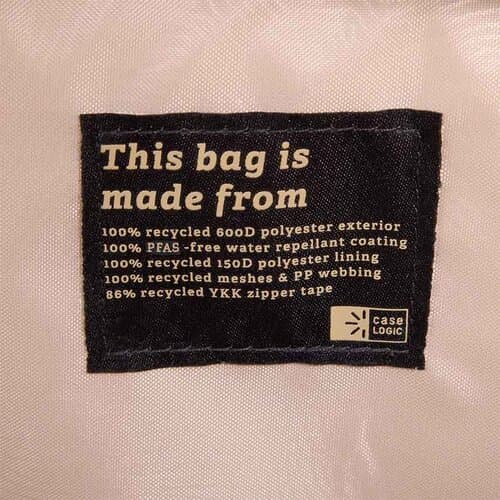 This bag is
made from
100% recycled 600D polyester exterior
100% PFAS -free water repellant coating
100% recycled 150D polyester lining
100% recycled meshes & PP webbing
86% recycled YKK zipper tape
case
LOGIC